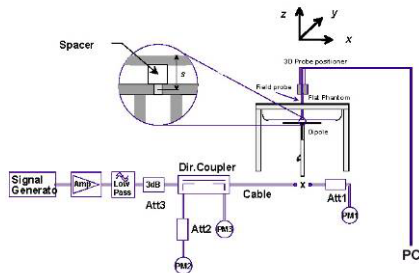 z
y
x
Spacer
s
3D Probe positioner
Field probe
Flat Phantom
Dipole
Signal
Generato
Amp
Low
Pass
3dB
Att3
Dir.Coupler
Cable
x
Att1
PM1
Att2
PM3
PM2
PC